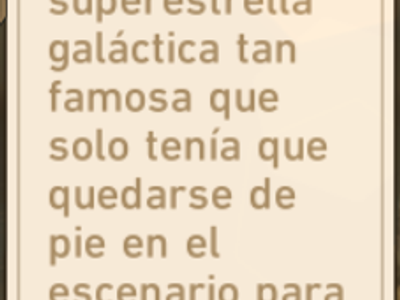 superestrella
galáctica tan
famosa que
solo tenía que
quedarse de
pie en el
escenario para